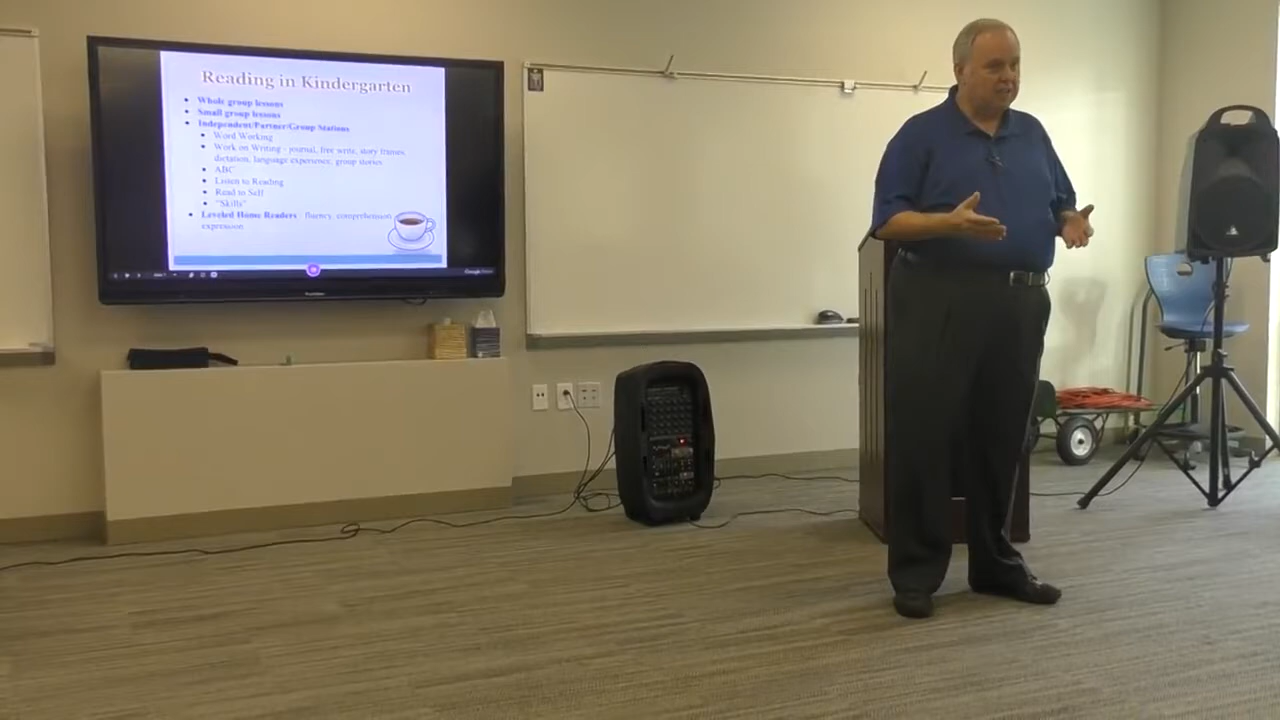 Reading in Kindergarten
Whole group lessons
Small group lessons
Independent/Partner/Group Stations
Word Working
Work on Writing - journal, free write, story frames,
dictation, language experience, group stories
ABC
Listen to Reading
Read to Self
"Skills"
Leveled Home Readers - fluency, comprehension
expression
Google